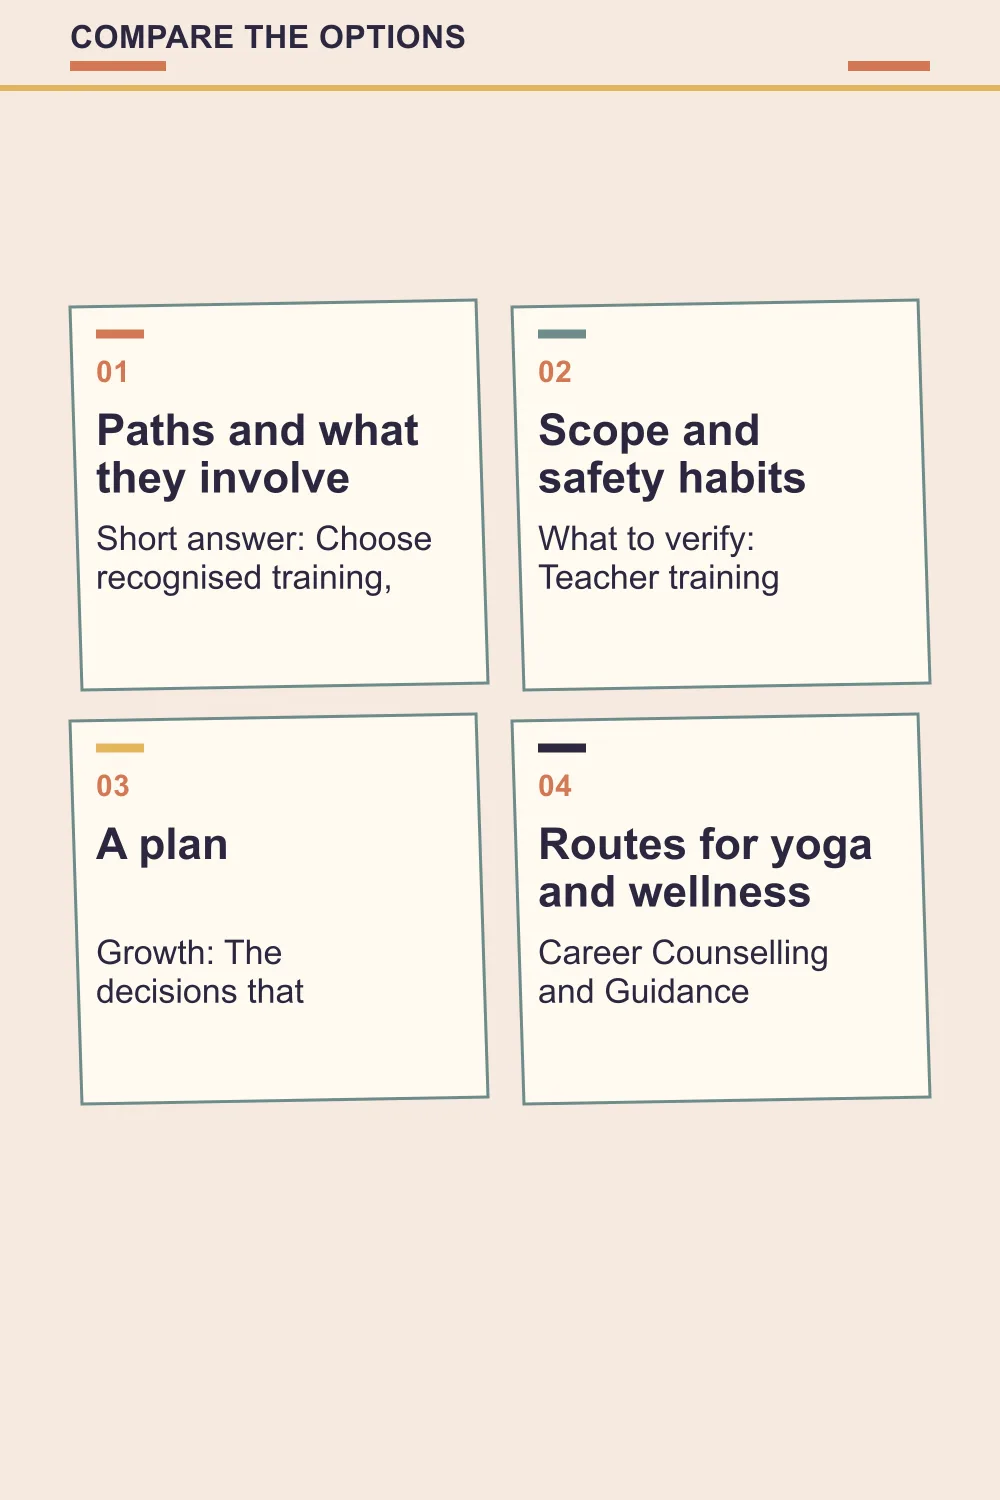 COMPARE THE OPTIONS
01
Paths and what
they involve
Short answer: Choose
recognised training,
02
Scope and
safety habits
What to verify:
Teacher training
03
A plan
Growth: The
decisions that
04
Routes for yoga
and wellness
Career Counselling
and Guidance